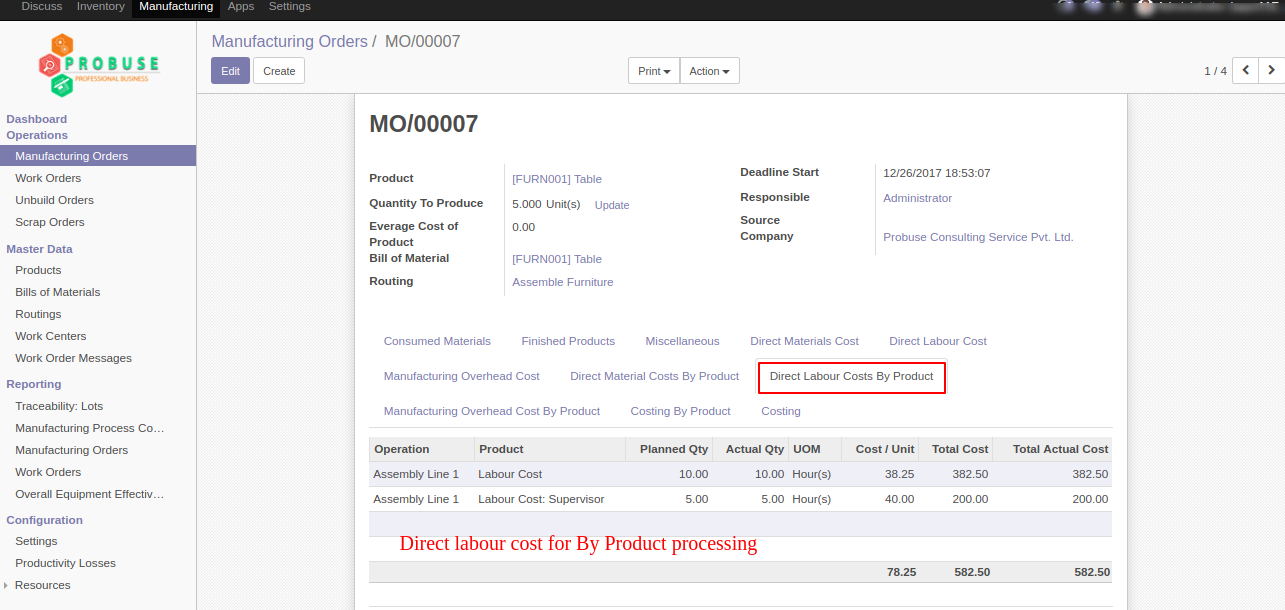 Discuss Inventory Manufacturing Apps Settings
PROBUSE
PROFESSIONAL BUSINESS
Manufacturing Orders / MO/00007
Edit Create Print Action 1 / 4
Dashboard
Operations
Manufacturing Orders
Work Orders
Unbuild Orders
Scrap Orders
Master Data
Products
Bills of Materials
Routings
Work Centers
Work Order Messages
Reporting
Traceability: Lots
Manufacturing Process Co…
Manufacturing Orders
Work Orders
Overall Equipment Effectiv…
Configuration
Settings
Productivity Losses
Resources
MO/00007
Product [FURN001] Table
Quantity To Produce 5.000 Unit(s) Update
Everage Cost of
Product 0.00
Bill of Material [FURN001] Table
Routing Assemble Furniture
Deadline Start 12/26/2017 18:53:07
Responsible Administrator
Source
Company Probuse Consulting Service Pvt. Ltd.
Consumed Materials Finished Products Miscellaneous Direct Materials Cost Direct Labour Cost
Manufacturing Overhead Cost Direct Material Costs By Product Direct Labour Costs By Product
Manufacturing Overhead Cost By Product Costing By Product Costing
Operation Product Planned Qty Actual Qty UOM Cost / Unit Total Cost Total Actual Cost
Assembly Line 1 Labour Cost 10.00 10.00 Hour(s) 38.25 382.50 382.50
Assembly Line 1 Labour Cost: Supervisor 5.00 5.00 Hour(s) 40.00 200.00 200.00
Direct labour cost for By Product processing
78.25 582.50 582.50